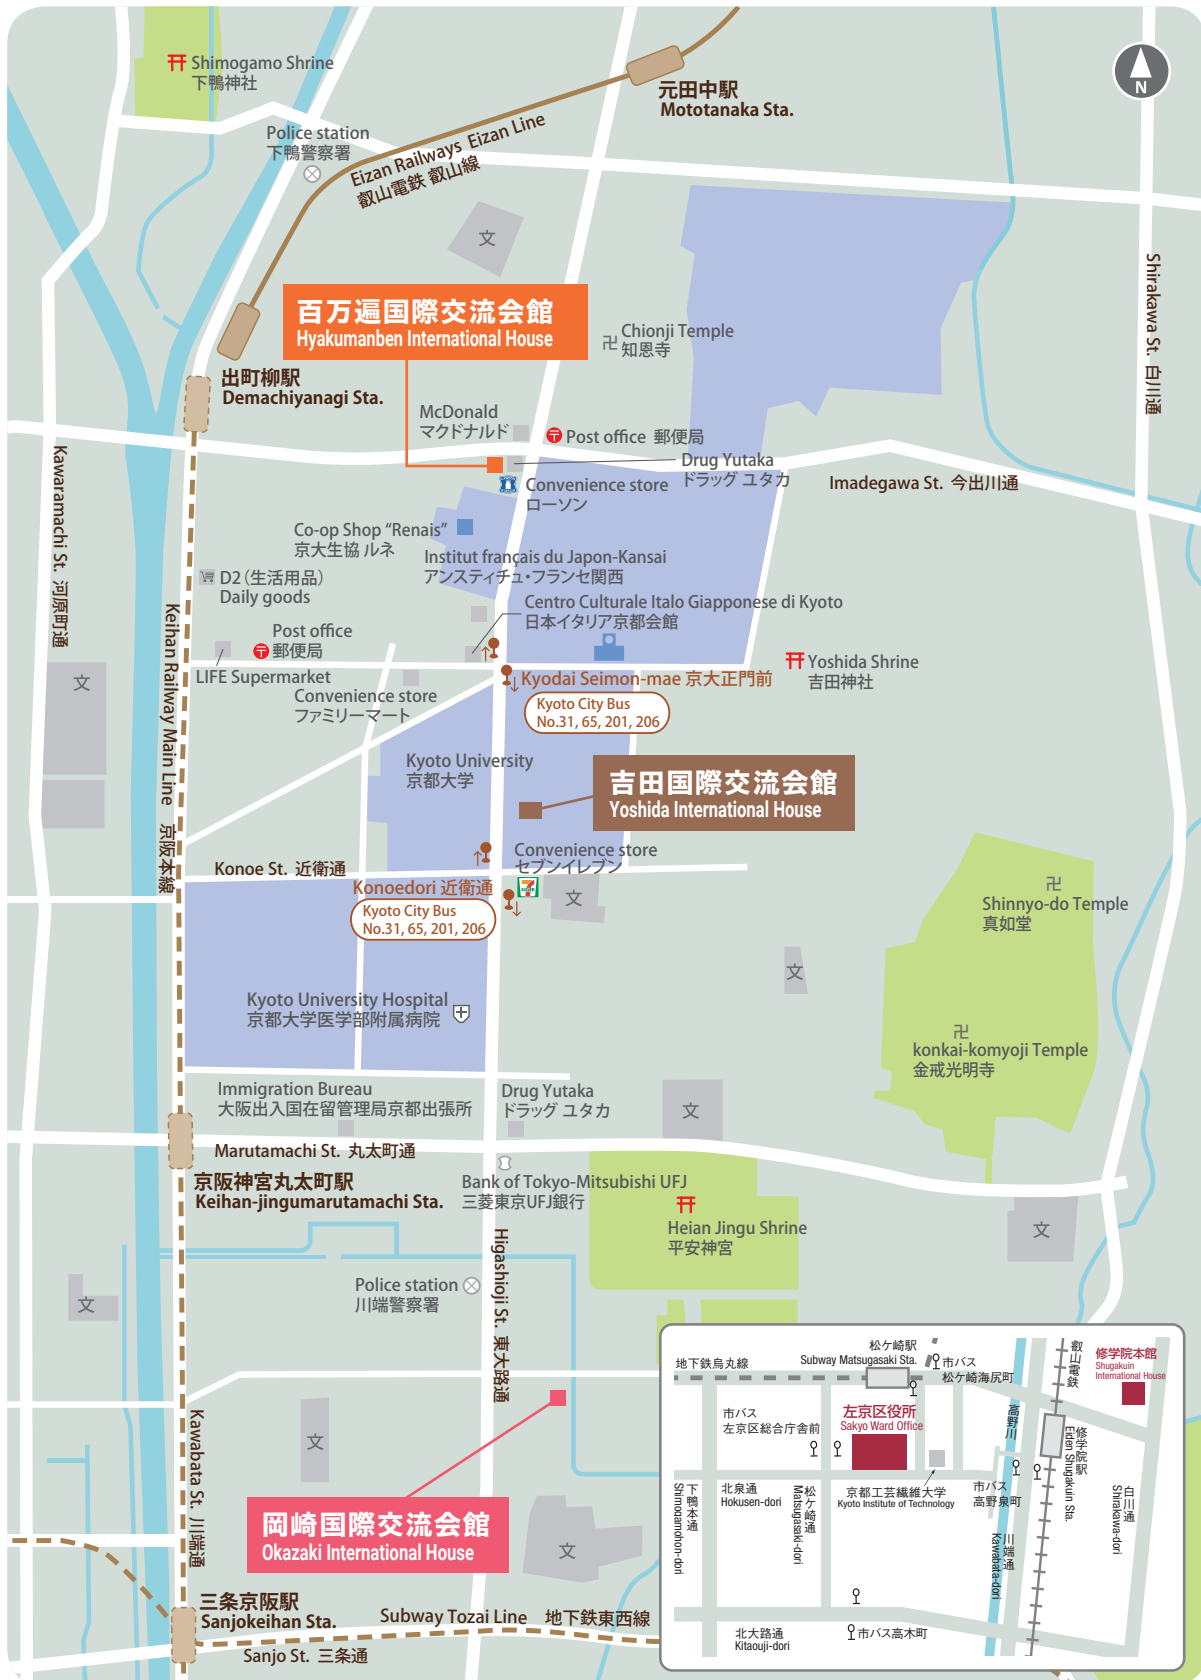 Shimogamo Shrine
下鴨神社
N
元田中駅
Mototanaka Sta.
Police station
下鴨警察署
Eizan Railways Eizan Line
叡山電鉄 叡山線
文
Shirakawa St. 白川通
百万遍国際交流会館
Hyakumanben International House
Chionji Temple
知恩寺
出町柳駅
Demachiyanagi Sta.
McDonald
マクドナルド
Post office 郵便局
Drug Yutaka
ドラッグ ユタカ
Imadegawa St. 今出川通
Convenience store
ローソン
Kawaramachi St. 河原町通
Co-op Shop “Renais”
京大生協 ルネ
Institut français du Japon-Kansai
アンスティチュ・フランセ関西
D2（生活用品）
Daily goods
Centro Culturale Italo Giapponese di Kyoto
日本イタリア京都会館
Keihan Railway Main Line 京阪本線
Post office
郵便局
LIFE Supermarket
Convenience store
ファミリーマート
Yoshida Shrine
吉田神社
Kyodai Seimon-mae 京大正門前
Kyoto City Bus
No.31, 65, 201, 206
文
Kyoto University
京都大学
吉田国際交流会館
Yoshida International House
Convenience store
セブンイレブン
Konoe St. 近衛通
Konoedori 近衛通
Kyoto City Bus
No.31, 65, 201, 206
文
Shinnyo-do Temple
真如堂
文
Kyoto University Hospital
京都大学医学部附属病院
konkai-komyoji Temple
金戒光明寺
Immigration Bureau
大阪出入国在留管理局京都出張所
Drug Yutaka
ドラッグ ユタカ
文
Marutamachi St. 丸太町通
京阪神宮丸太町駅
Keihan-jingumarutamachi Sta.
Bank of Tokyo-Mitsubishi UFJ
三菱東京UFJ銀行
Heian Jingu Shrine
平安神宮
文
Higashioji St. 東大路通
Police station
川端警察署
文
Kawabata St. 川端通
文
岡崎国際交流会館
Okazaki International House
文
三条京阪駅
Sanjokeihan Sta.
Subway Tozai Line 地下鉄東西線
Sanjo St. 三条通
松ケ崎駅
Subway Matsugasaki Sta.
地下鉄烏丸線
市バス
松ケ崎海尻町
叡山電鉄
修学院本館
Shugakuin
International House
市バス
左京区総合庁舎前
左京区役所
Sakyo Ward Office
高野川
修学院駅
Eiden Shugakuin Sta.
北泉通
Hokusen-dori
下鴨本通
Shimogamohon-dori
松ケ崎通
Matsugasaki-dori
京都工芸繊維大学
Kyoto Institute of Technology
市バス
高野泉町
白川通
Shirakawa-dori
川端通
Kawabata-dori
北大路通
Kitaouji-dori
市バス高木町